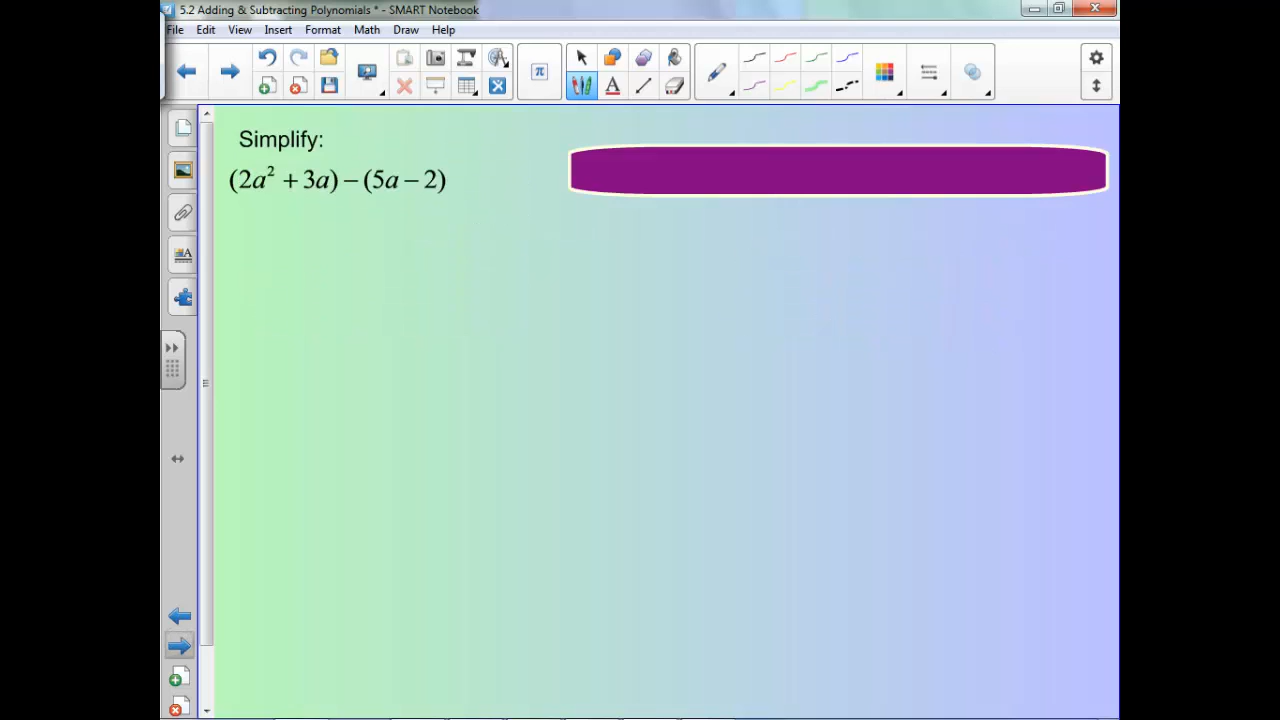 5.2 Adding & Subtracting Polynomials * - SMART Notebook
File Edit View Insert Format Math Draw Help
π
A
A
Simplify:
(2a² + 3a) − (5a − 2)